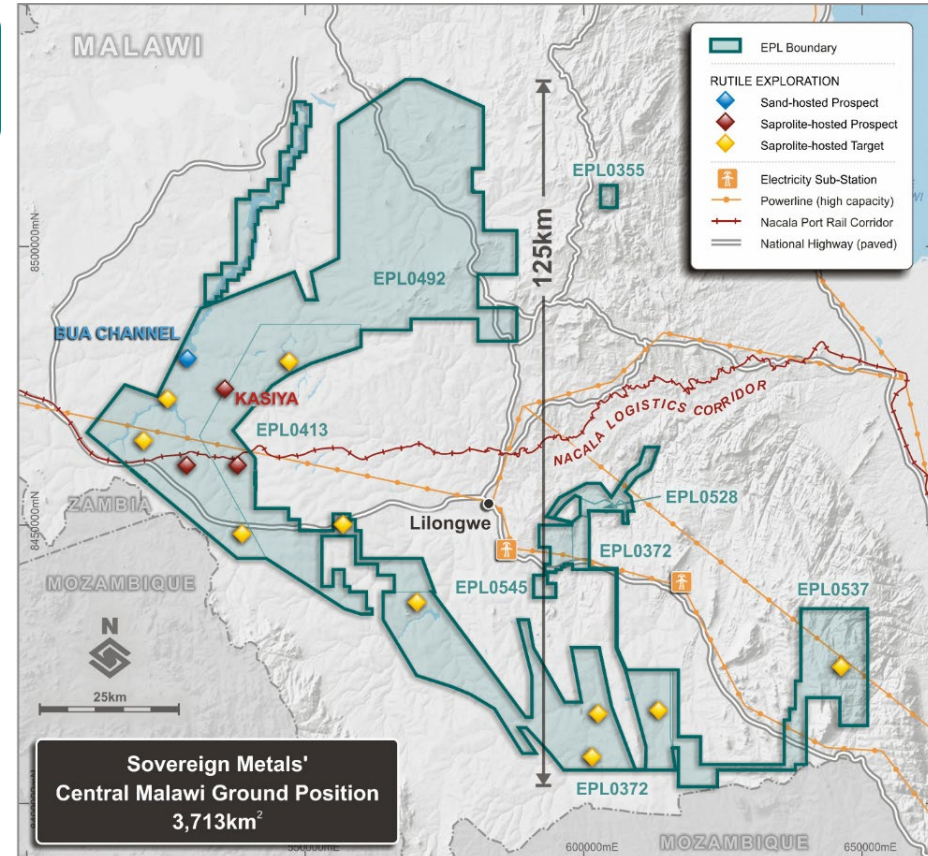 MALAWI
EPL Boundary
RUTILE EXPLORATION
Sand-hosted Prospect
Saprolite-hosted Prospect
Saprolite-hosted Target
Electricity Sub-Station
Powerline (high capacity)
Nacala Port Rail Corridor
National Highway (paved)
EPL0355
125km
8500000mN
EPL0492
BUA CHANNEL
KASIYA
EPL0413
NACALA LOGISTICS CORRIDOR
ZAMBIA
Lilongwe
EPL0528
8450000mN
EPL0372
MOZAMBIQUE
EPL0545
EPL0537
N
25km
Sovereign Metals'
Central Malawi Ground Position
3,713km²
EPL0372
MOZAMBIQUE
550000mE
600000mE
650000mE